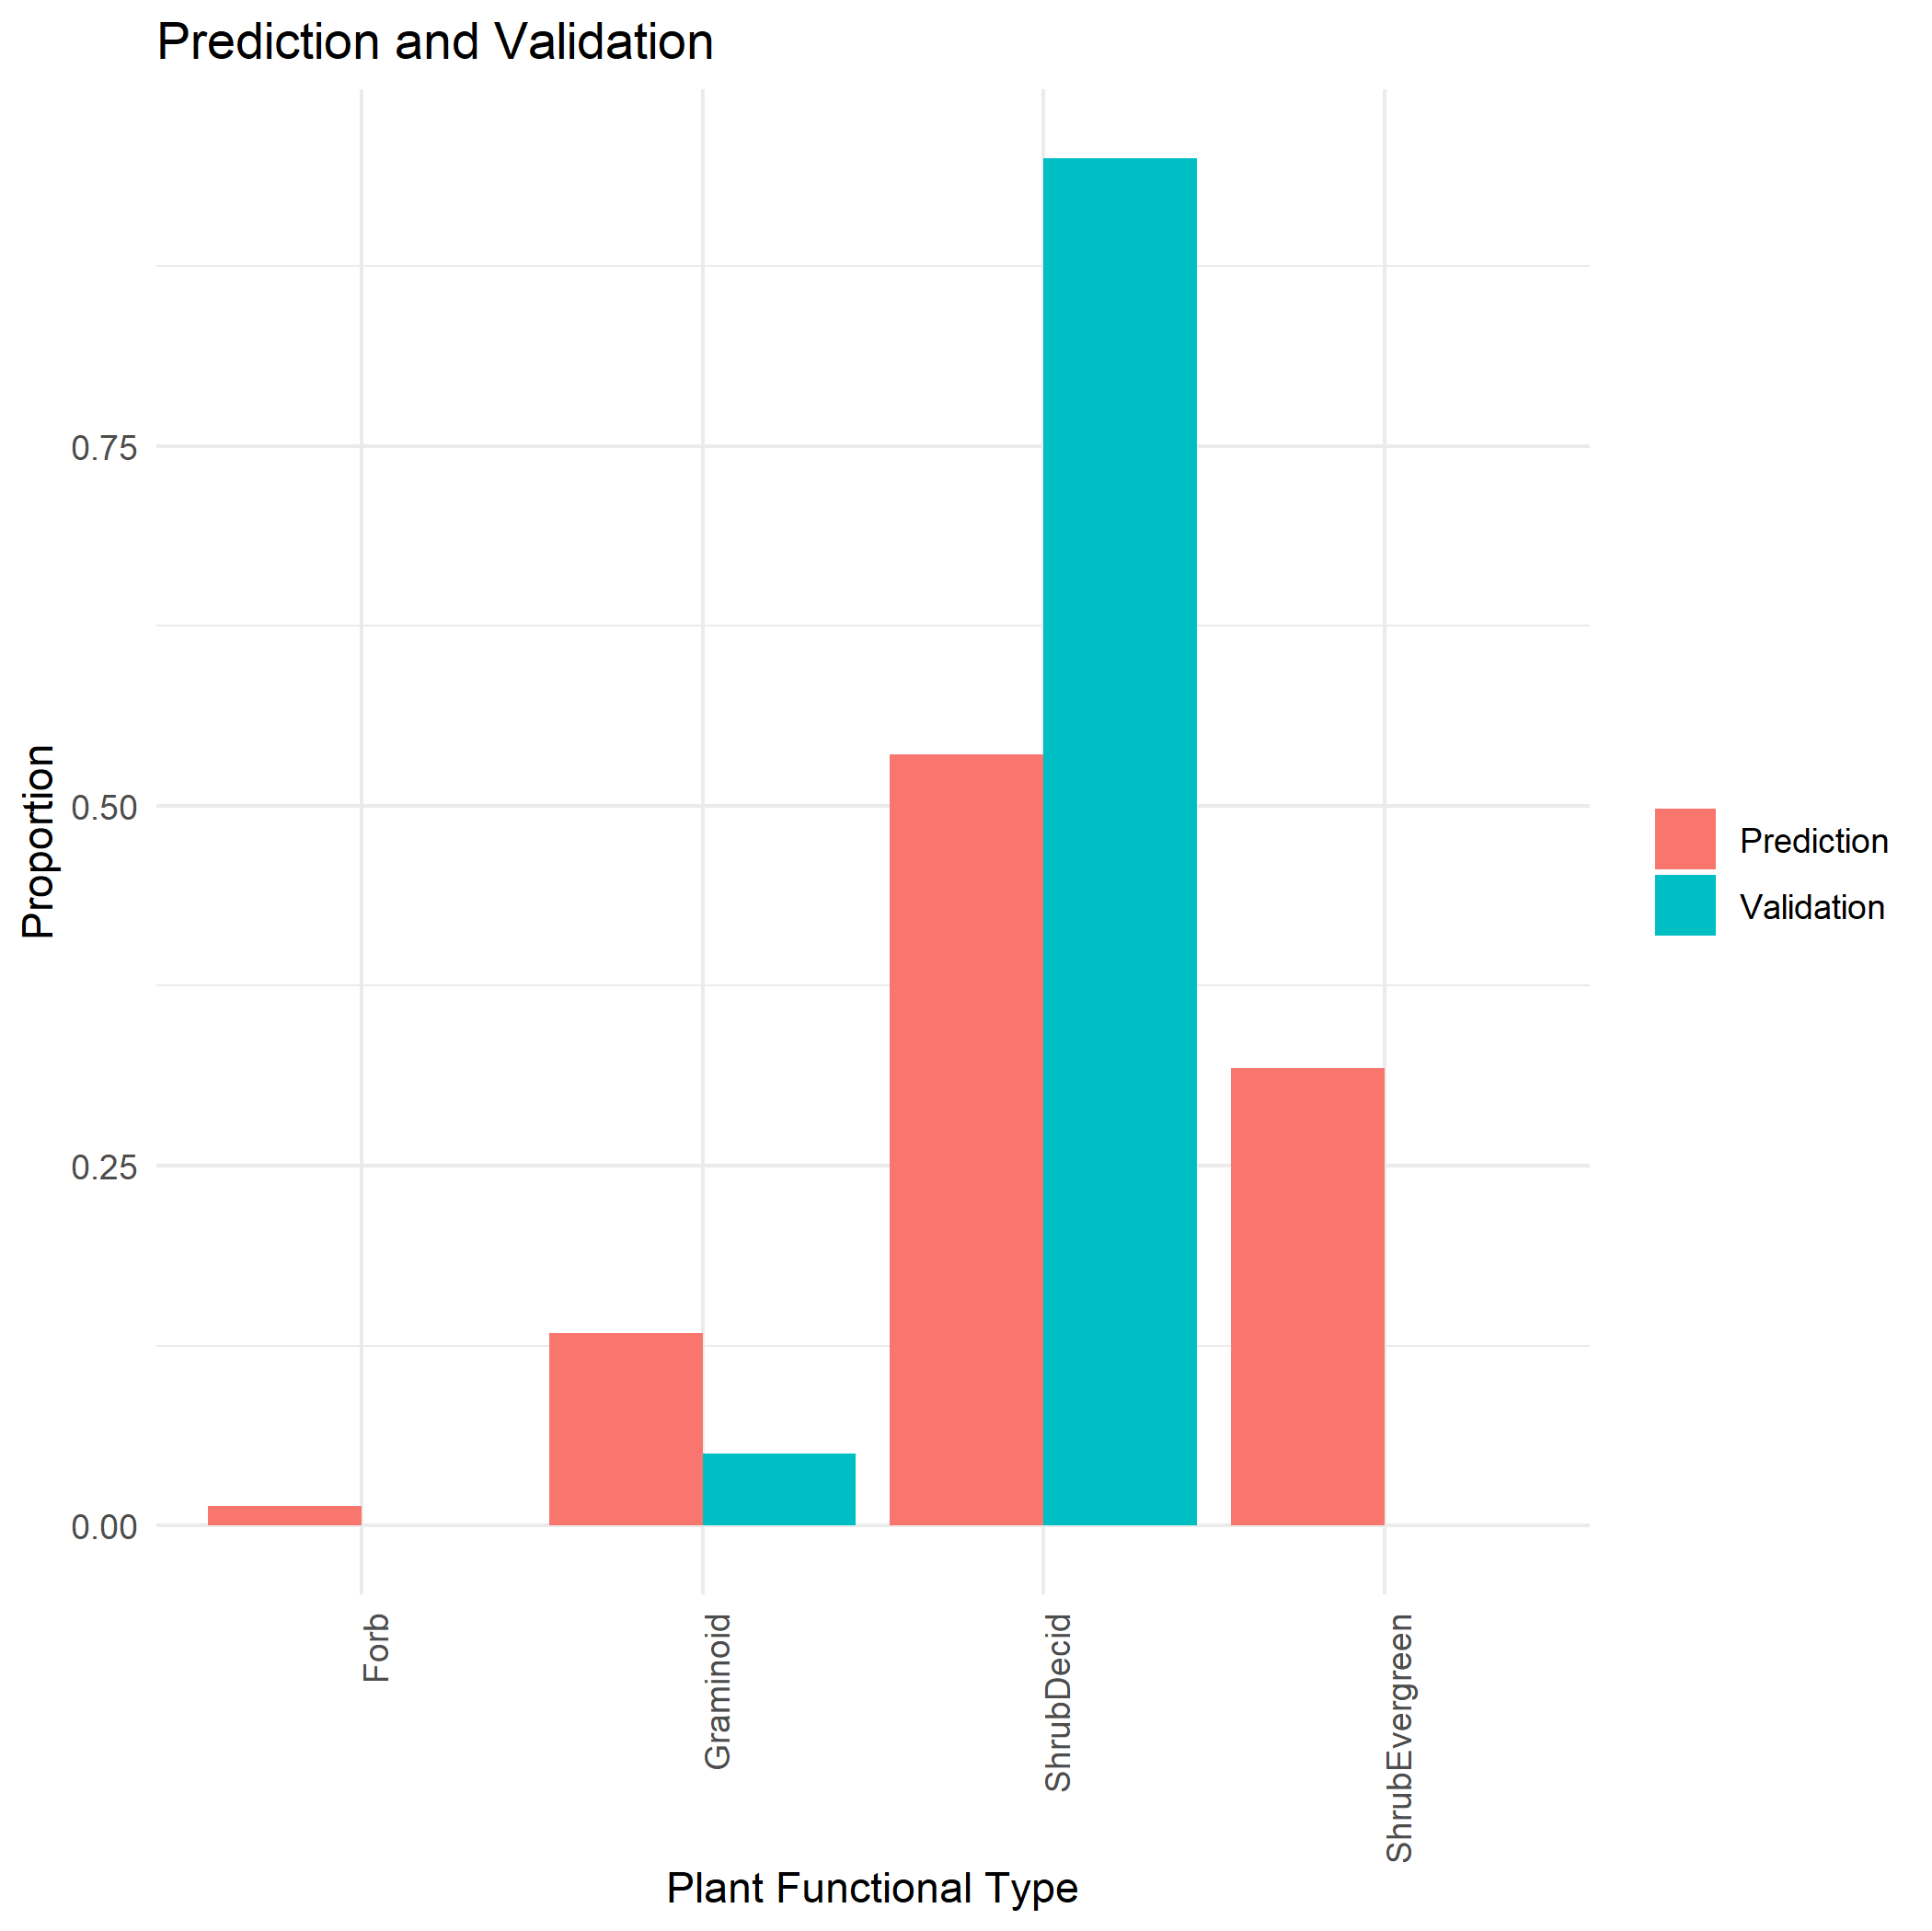 Prediction and Validation
Proportion
0.75
0.50
0.25
0.00
Prediction
Validation
Forb
Graminoid
ShrubDecid
ShrubEvergreen
Plant Functional Type